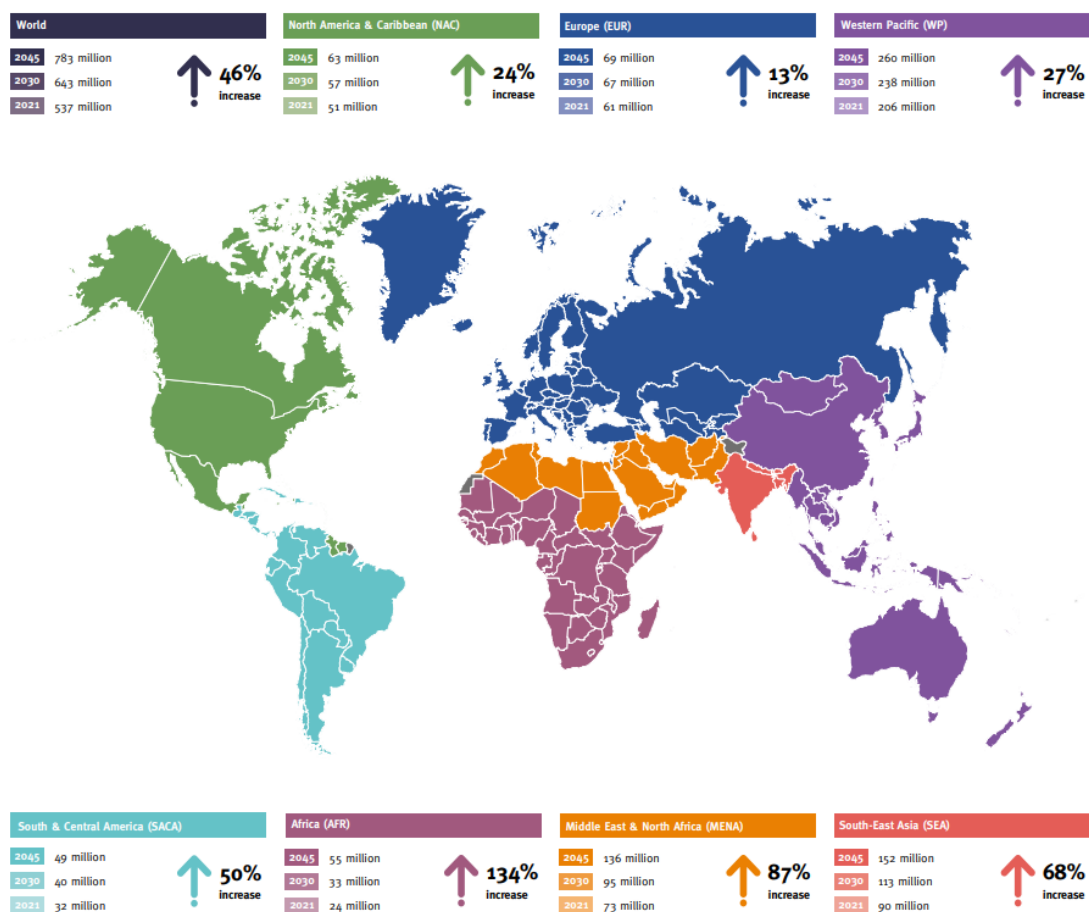 World
2045 783 million
2030 643 million
2021 537 million
46%
increase
North America & Caribbean (NAC)
2045 63 million
2030 57 million
2021 51 million
24%
increase
Europe (EUR)
2045 69 million
2030 67 million
2021 61 million
13%
increase
Western Pacific (WP)
2045 260 million
2030 238 million
2021 206 million
27%
increase
South & Central America (SACA)
2045 49 million
2030 40 million
2021 32 million
50%
increase
Africa (AFR)
2045 55 million
2030 33 million
2021 24 million
134%
increase
Middle East & North Africa (MENA)
2045 136 million
2030 95 million
2021 73 million
87%
increase
South-East Asia (SEA)
2045 152 million
2030 113 million
2021 90 million
68%
increase